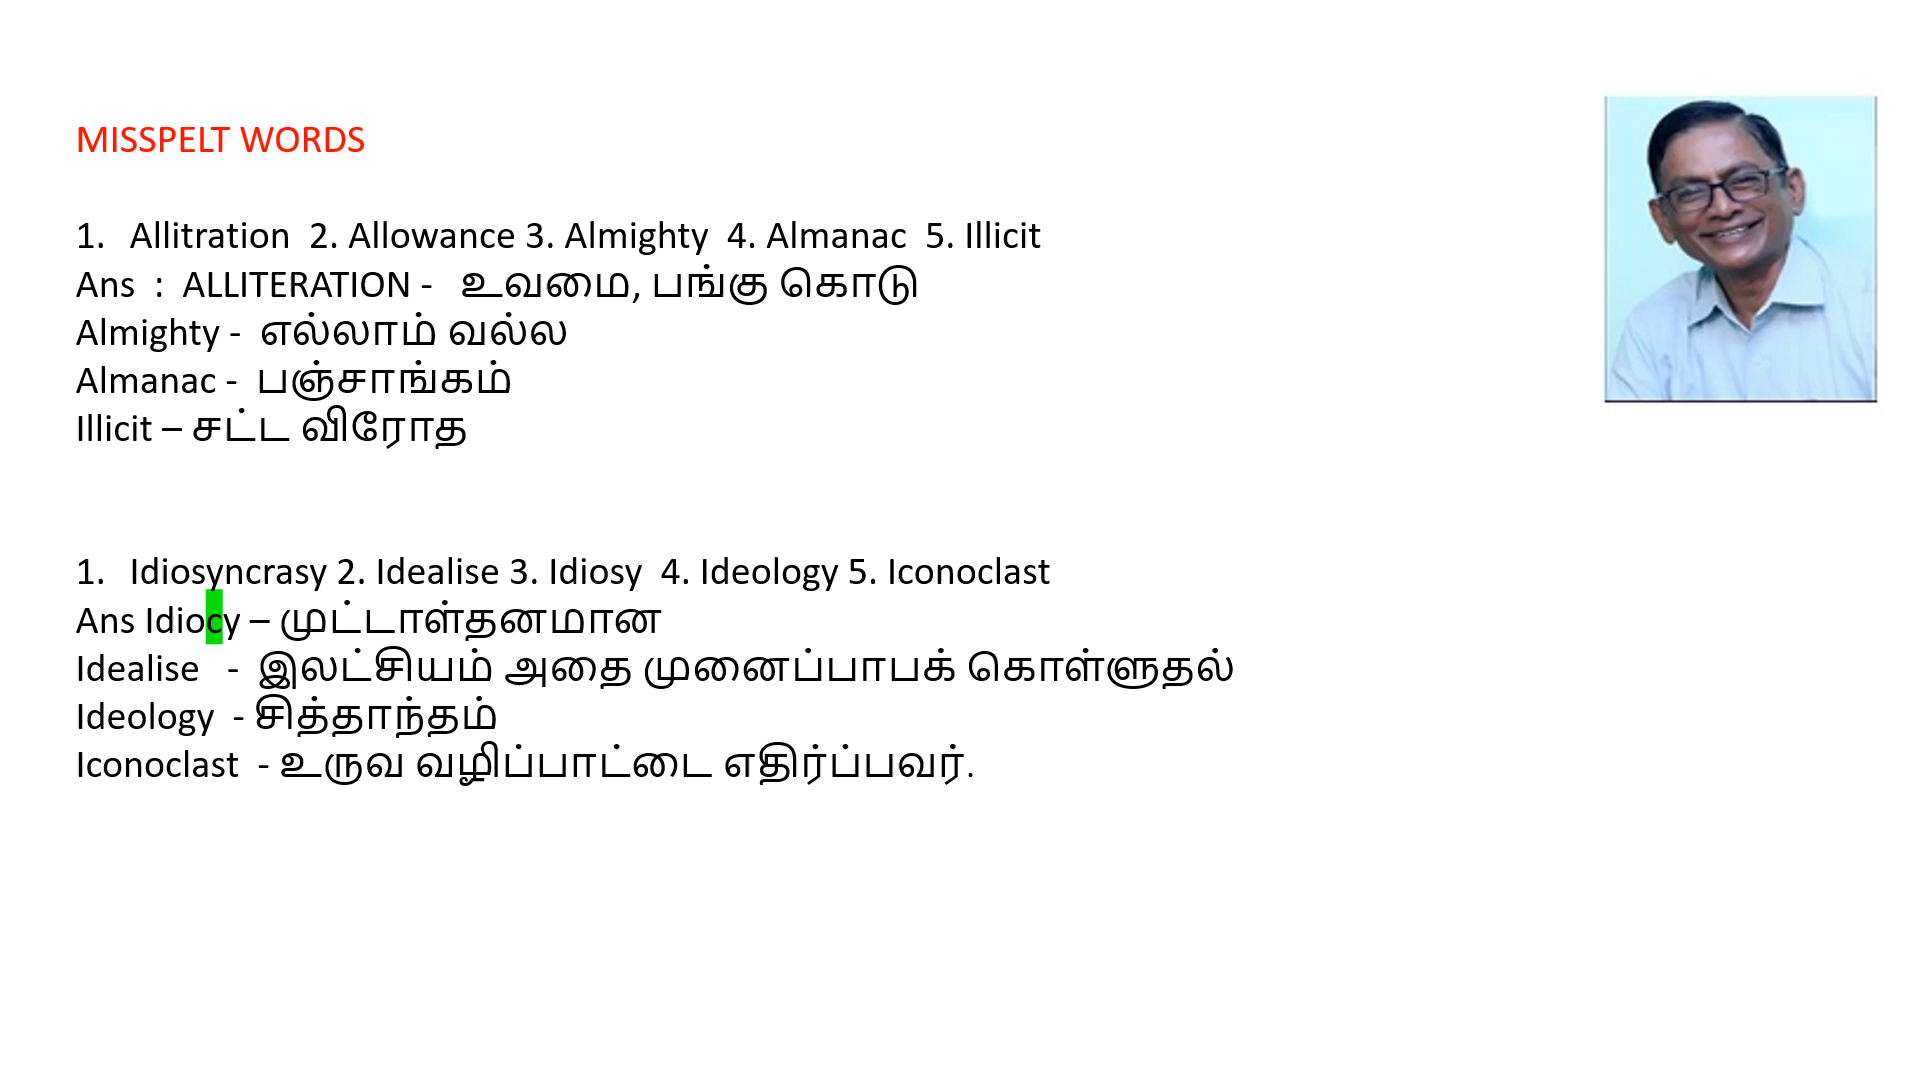 MISSPELT WORDS
1. Allitration 2. Allowance 3. Almighty 4. Almanac 5. Illicit
Ans : ALLITERATION - உவமை, பங்கு கொடு
Almighty - எல்லாம் வல்ல
Almanac - பஞ்சாங்கம்
Illicit – சட்ட விரோத
1. Idiosyncrasy 2. Idealise 3. Idiosy 4. Ideology 5. Iconoclast
Ans Idiocy – முட்டாள்தனமான
Idealise - இலட்சியம் அதை முனைப்பாபக் கொள்ளுதல்
Ideology - சித்தாந்தம்
Iconoclast - உருவ வழிப்பாட்டை எதிர்ப்பவர்.